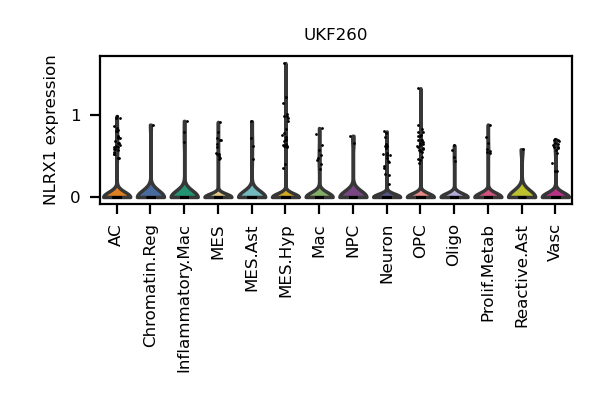 UKF260
NLRX1 expression
1
0
AC
Chromatin.Reg
Inflammatory.Mac
MES
MES.Ast
MES.Hyp
Mac
NPC
Neuron
OPC
Oligo
Prolif.Metab
Reactive.Ast
Vasc